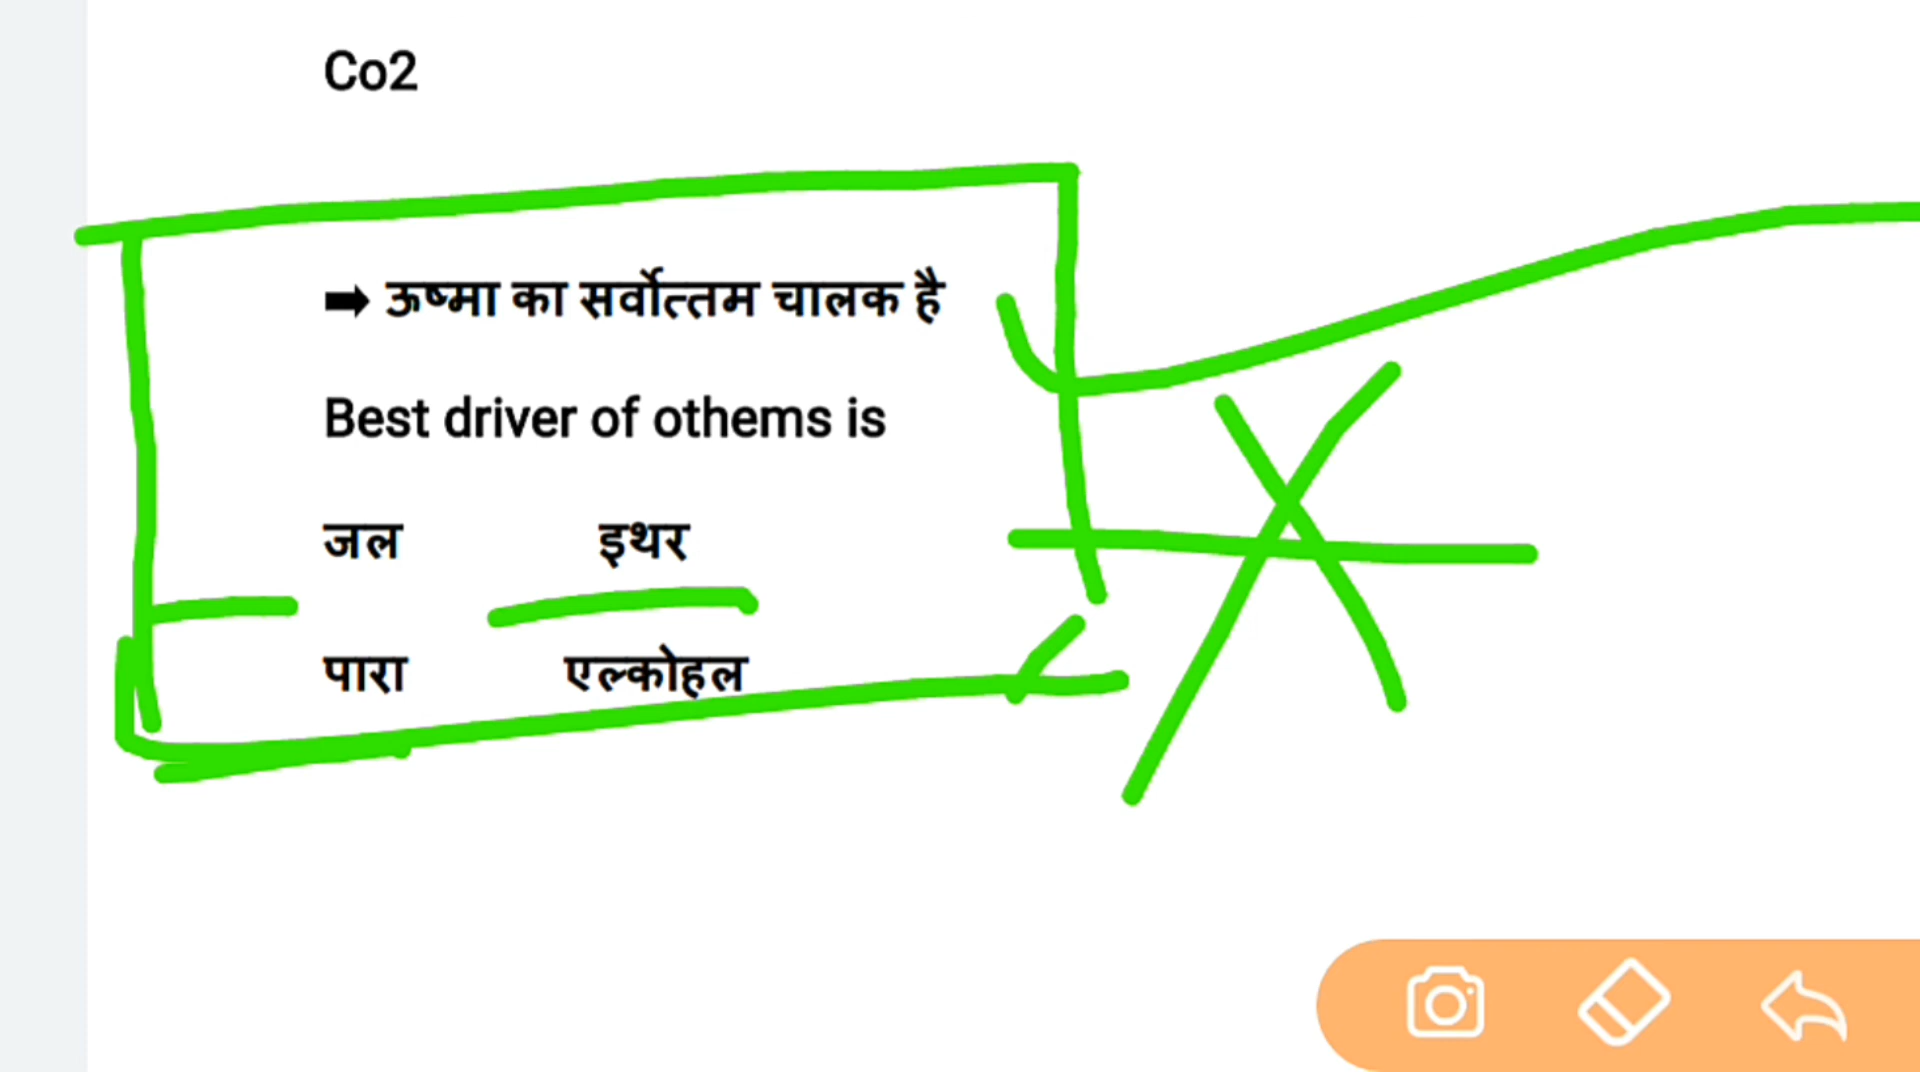 Co2
➡ ऊष्मा का सर्वोत्तम चालक है
Best driver of othems is
जल इथर
पारा एल्कोहल